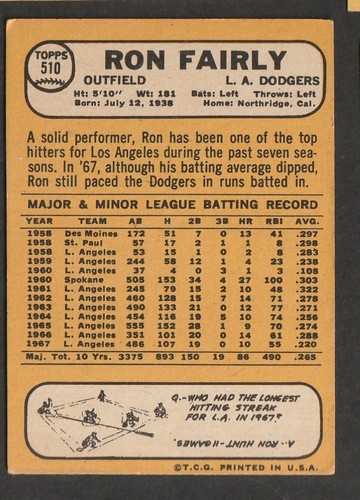 TOPPS
510
RON FAIRLY
OUTFIELD L. A. DODGERS
Ht: 5'10" Wt: 181 Bats: Left Throws: Left
Born: July 12, 1938 Home: Northridge, Cal.
A solid performer, Ron has been one of the top
hitters for Los Angeles during the past seven sea-
sons. In '67, although his batting average dipped,
Ron still paced the Dodgers in runs batted in.
MAJOR & MINOR LEAGUE BATTING RECORD
YEAR TEAM AB H 2B 3B HR RBI AVG.
1958 Des Moines 172 51 7 0 13 41 .297
1958 St. Paul 57 17 2 1 1 8 .298
1958 L. Angeles 53 15 1 0 2 8 .283
1959 L. Angeles 244 58 12 1 4 23 .238
1960 L. Angeles 37 4 0 3 1 3 .108
1960 Spokane 505 153 34 4 27 100 .303
1961 L. Angeles 245 79 15 2 10 48 .322
1962 L. Angeles 460 128 15 7 14 71 .278
1963 L. Angeles 490 133 21 0 12 77 .271
1964 L. Angeles 454 116 19 5 10 74 .256
1965 L. Angeles 555 152 28 1 9 70 .274
1966 L. Angeles 351 101 20 0 14 61 .288
1967 L. Angeles 486 107 19 0 10 55 .220
Maj. Tot. 10 Yrs. 3375 893 150 19 86 490 .265
Q.-WHO HAD THE LONGEST
HITTING STREAK
FOR L.A. IN 1967?
A.. RON HUNT-11 GAMES.
©T.C.G. PRINTED IN U.S.A.